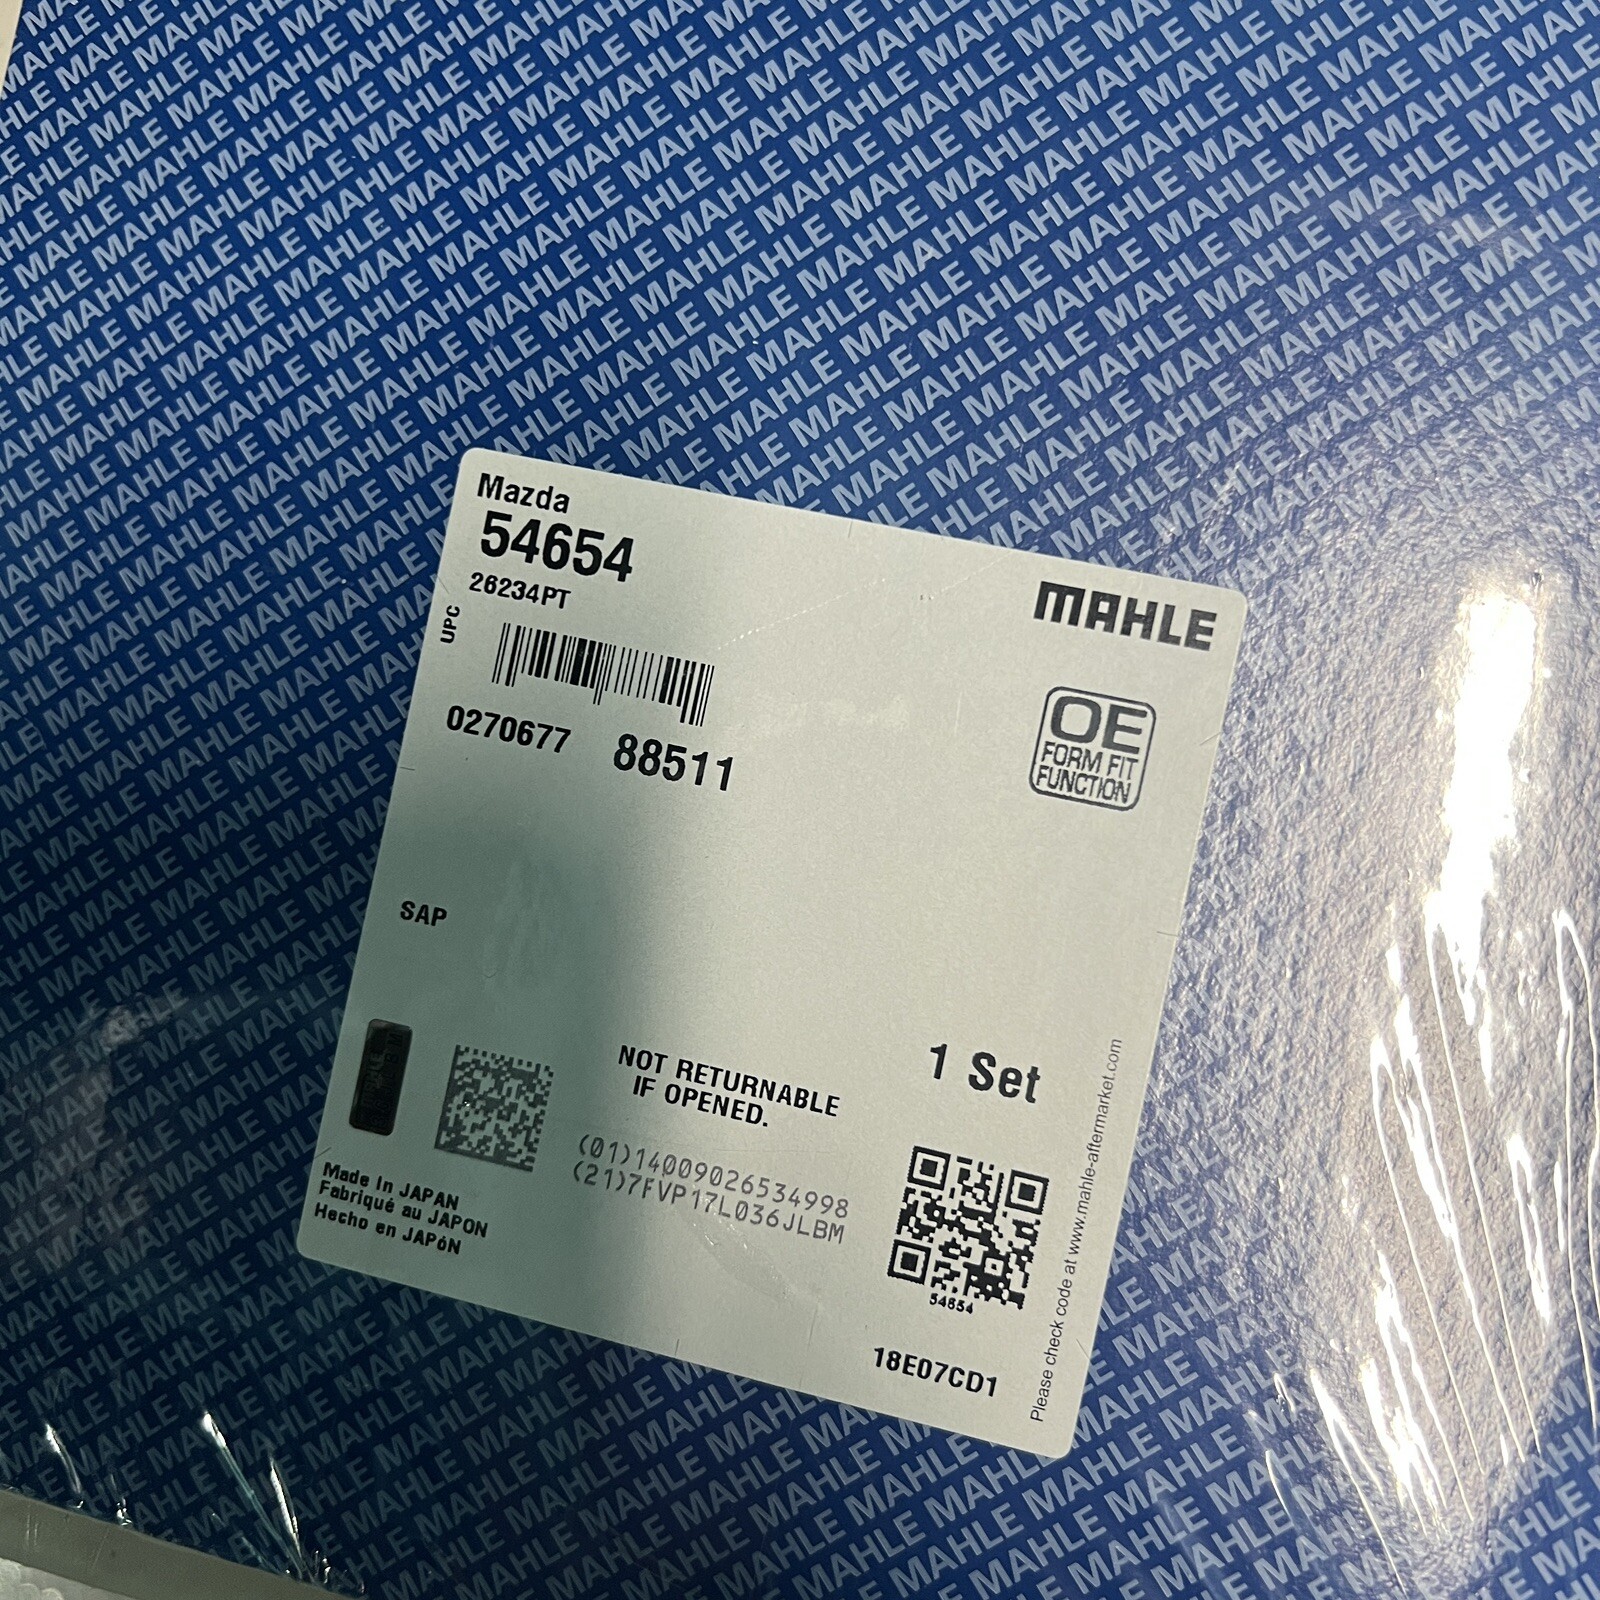 Mazda
54654
26234PT
UPC
0270677 88511
MAHLE
OE
FORM FIT
FUNCTION
SAP
NOT RETURNABLE
IF OPENED.
1 Set
(01)14009026534998
(21)7FVP17L036JLBM
Made in JAPAN
Fabriqué au JAPON
Hecho en JAPóN
54654
18E07CD1
Please check code at www.mahle-aftermarket.com